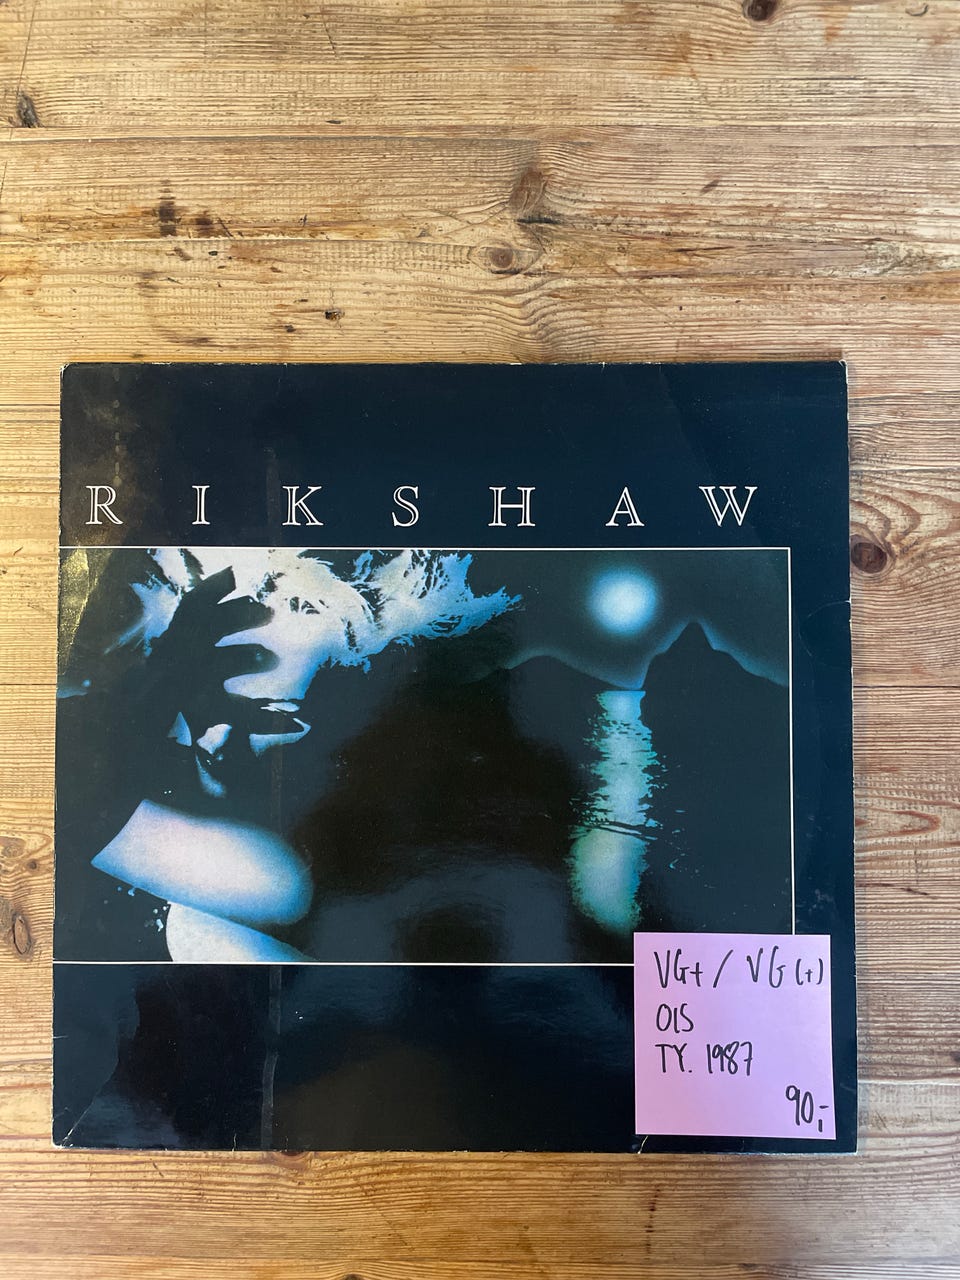 RIKSHAW
VG+ / VG (+)
OIS
TY. 1987
90,-